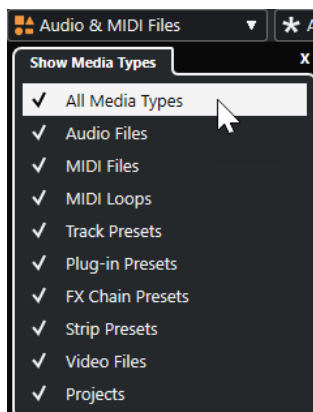 Audio & MIDI Files
Show Media Types X
All Media Types
Audio Files
MIDI Files
MIDI Loops
Track Presets
Plug-in Presets
FX Chain Presets
Strip Presets
Video Files
Projects